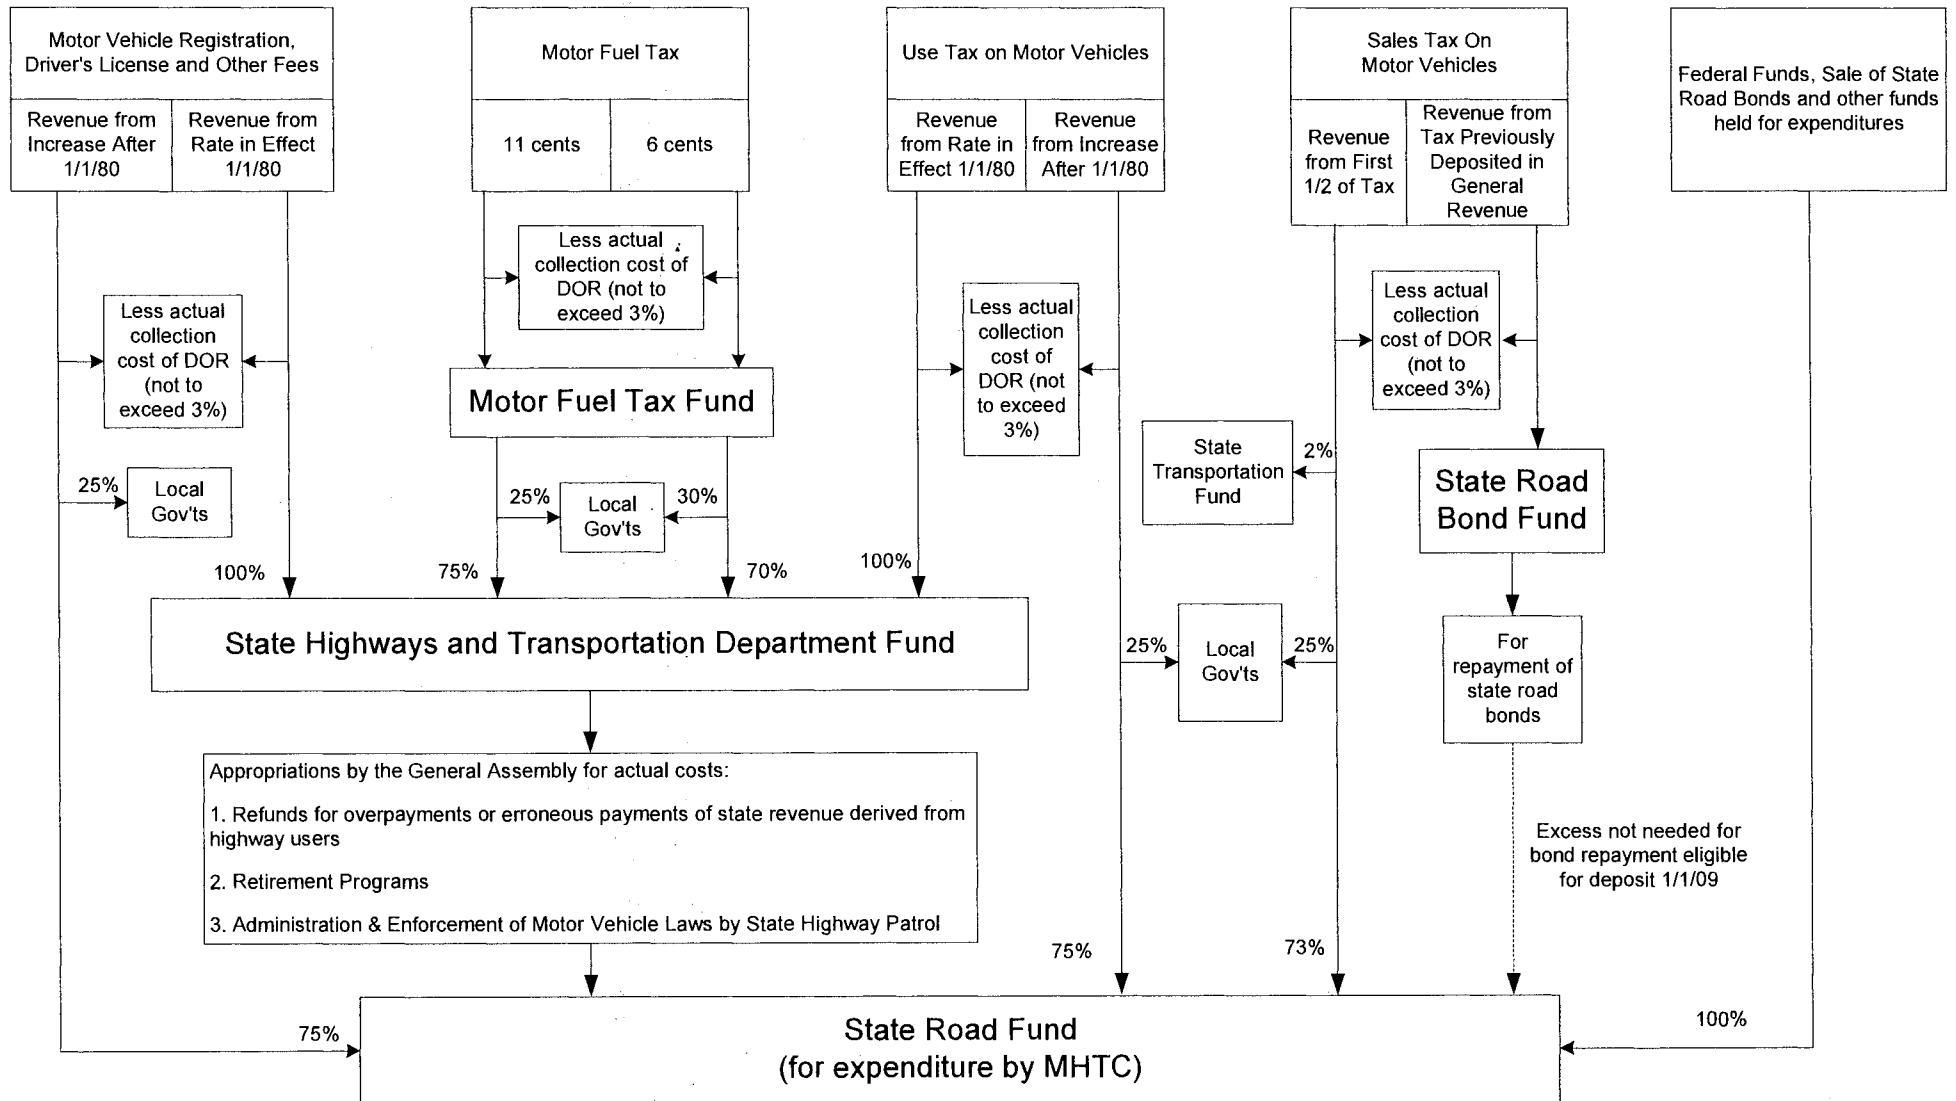 Motor Vehicle Registration,
Driver's License and Other Fees
Revenue from
Increase After
1/1/80
Revenue from
Rate in Effect
1/1/80
Motor Fuel Tax
11 cents
6 cents
Use Tax on Motor Vehicles
Revenue
from Rate in
Effect 1/1/80
Revenue
from Increase
After 1/1/80
Sales Tax On
Motor Vehicles
Revenue
from First
1/2 of Tax
Revenue from
Tax Previously
Deposited in
General
Revenue
Federal Funds, Sale of State
Road Bonds and other funds
held for expenditures
Less actual
collection
cost of DOR
(not to
exceed 3%)
Less actual
collection cost of
DOR (not to
exceed 3%)
Less actual
collection
cost of
DOR (not
to exceed
3%)
Less actual
collection
cost of DOR
(not to
exceed 3%)
Motor Fuel Tax Fund
State
Transportation
Fund
2%
State Road
Bond Fund
25%
Local
Gov'ts
25%
Local
Gov'ts
30%
100%
75%
70%
100%
State Highways and Transportation Department Fund
25%
Local
Gov'ts
25%
For
repayment of
state road
bonds
Appropriations by the General Assembly for actual costs:
1. Refunds for overpayments or erroneous payments of state revenue derived from
highway users
2. Retirement Programs
3. Administration & Enforcement of Motor Vehicle Laws by State Highway Patrol
Excess not needed for
bond repayment eligible
for deposit 1/1/09
75%
73%
75%
100%
State Road Fund
(for expenditure by MHTC)